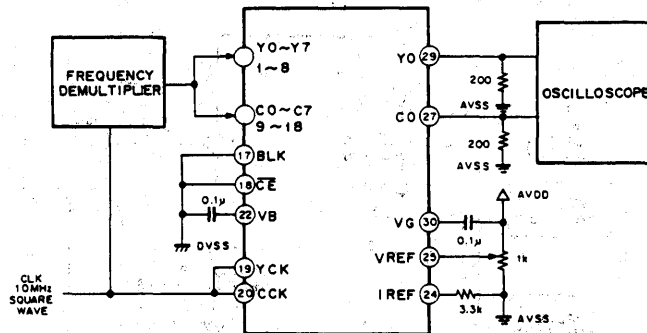 FREQUENCY
DEMULTIPLIER
Y0~Y7
1~8
C0~C7
9~18
17 BLK
18 CE
0.1μ
22 VB
DVSS
19 YCK
20 CCK
CLK
10MHz
SQUARE
WAVE
YO 29
200
AVSS
CO 27
200
AVSS
OSCILLOSCOPE
AVDD
VG 30
0.1μ
VREF 25
1k
IREF 24
3.3k
AVSS